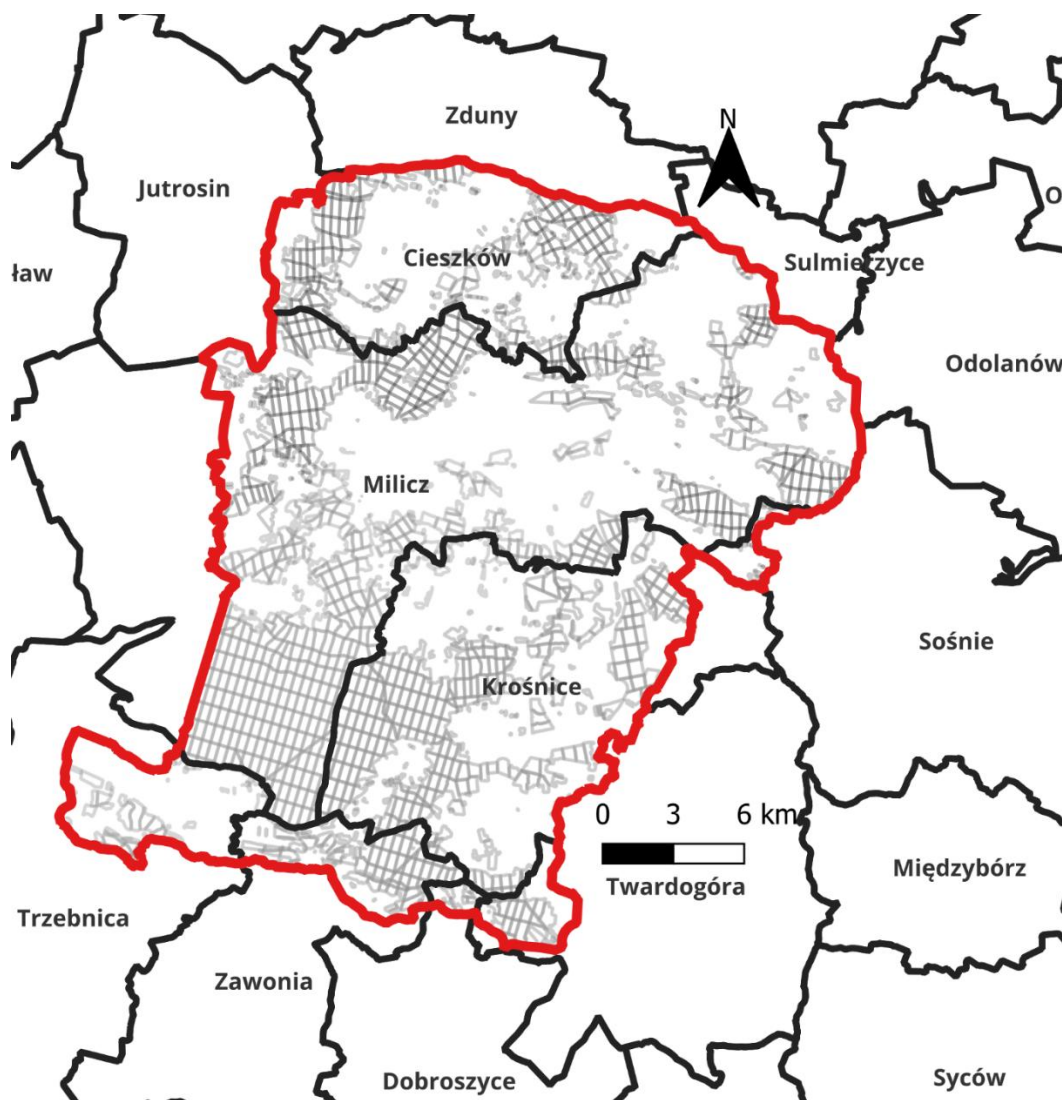 Zduny
N
Jutrosin
O
Cieszków
Sulmierzyce
ław
Odolanów
Milicz
Sośnie
Krośnice
0 3 6 km
Międzybórz
Twardogóra
Trzebnica
Zawonia
Dobroszyce
Syców